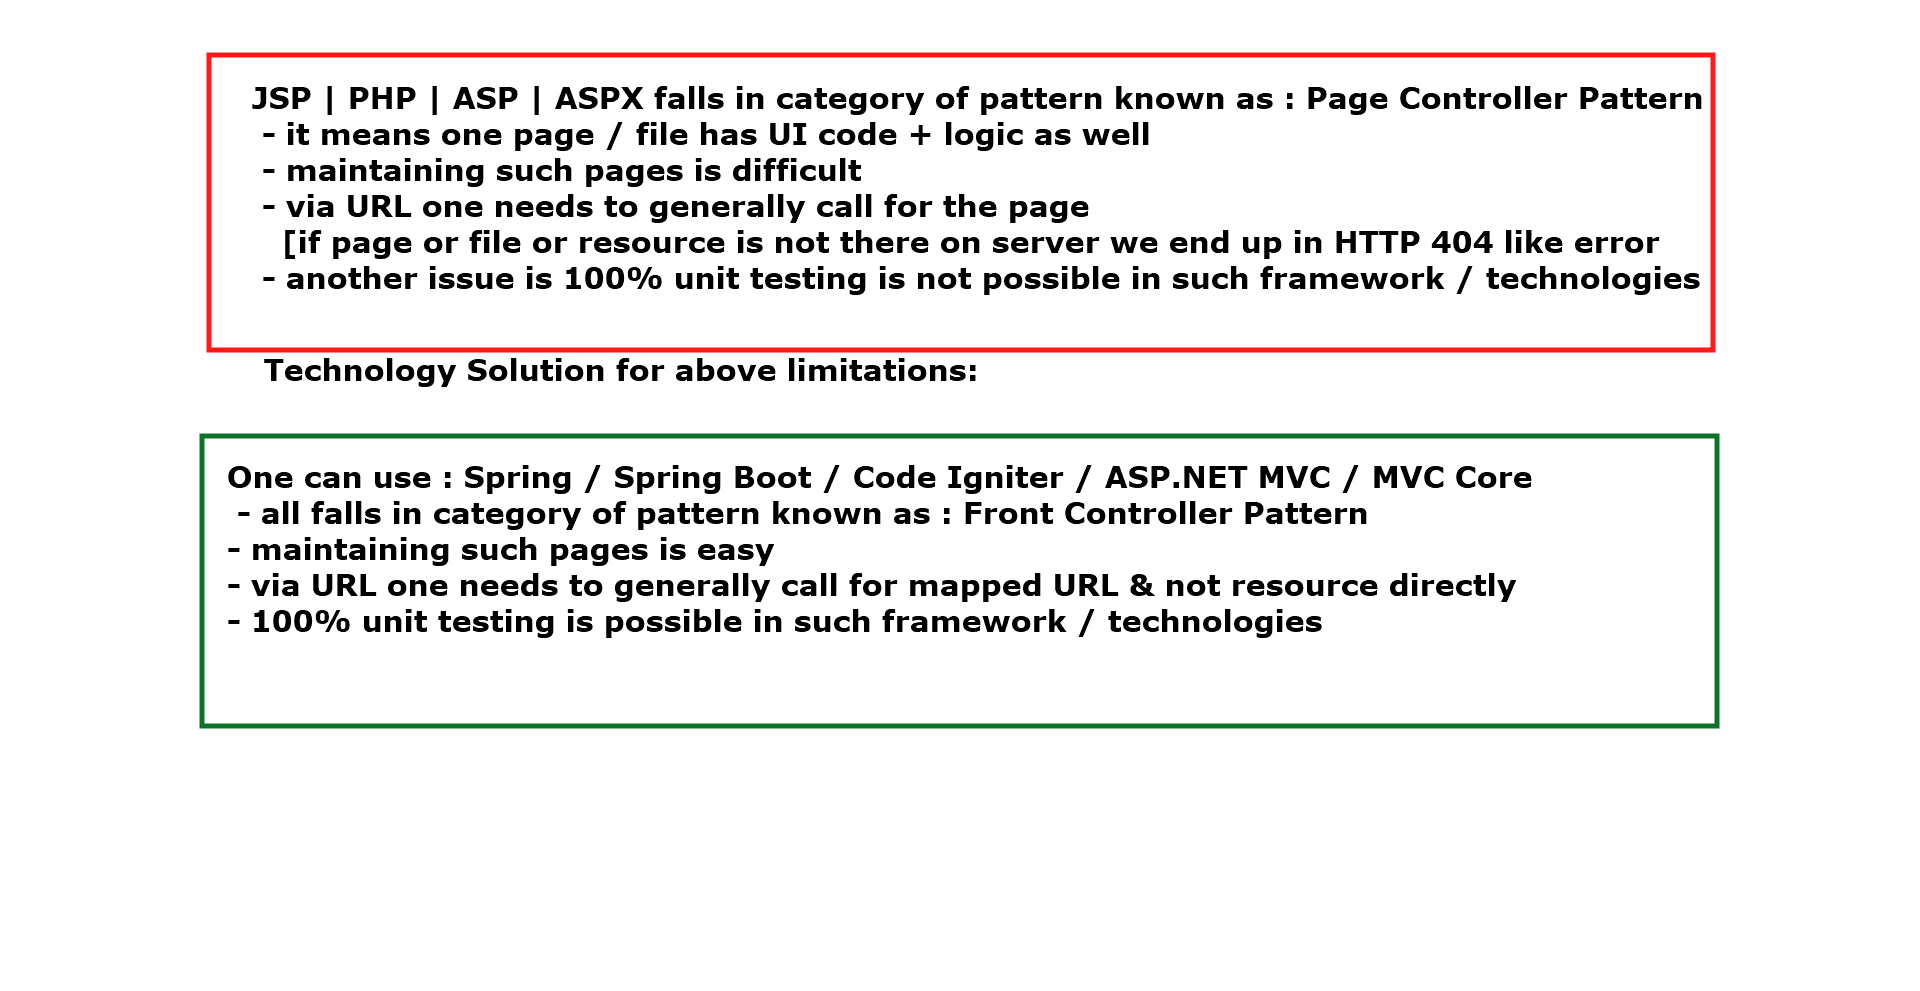 JSP | PHP | ASP | ASPX falls in category of pattern known as : Page Controller Pattern
- it means one page / file has UI code + logic as well
- maintaining such pages is difficult
- via URL one needs to generally call for the page
[if page or file or resource is not there on server we end up in HTTP 404 like error
- another issue is 100% unit testing is not possible in such framework / technologies
Technology Solution for above limitations:
One can use : Spring / Spring Boot / Code Igniter / ASP.NET MVC / MVC Core
- all falls in category of pattern known as : Front Controller Pattern
- maintaining such pages is easy
- via URL one needs to generally call for mapped URL & not resource directly
- 100% unit testing is possible in such framework / technologies